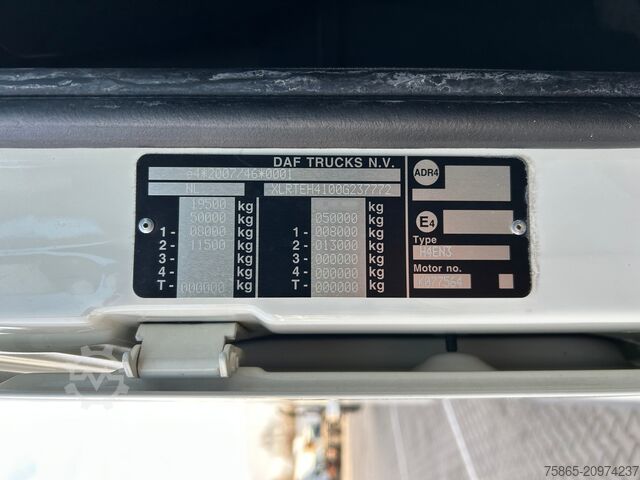 DAF TRUCKS N.V.
e4*2007/46*0001
NL XLRTEH4100G237772
19500 kg kg
50000 kg 050000 kg
1- 08000 kg 1- 008000 kg
2- 11500 kg 2- 013000 kg
3- kg 3- 000000 kg
4- kg 4- 000000 kg
T- 000000 kg T- 000000 kg
ADR4
E4
Type
H4EN3
Motor no.
K077564
75865-20974237